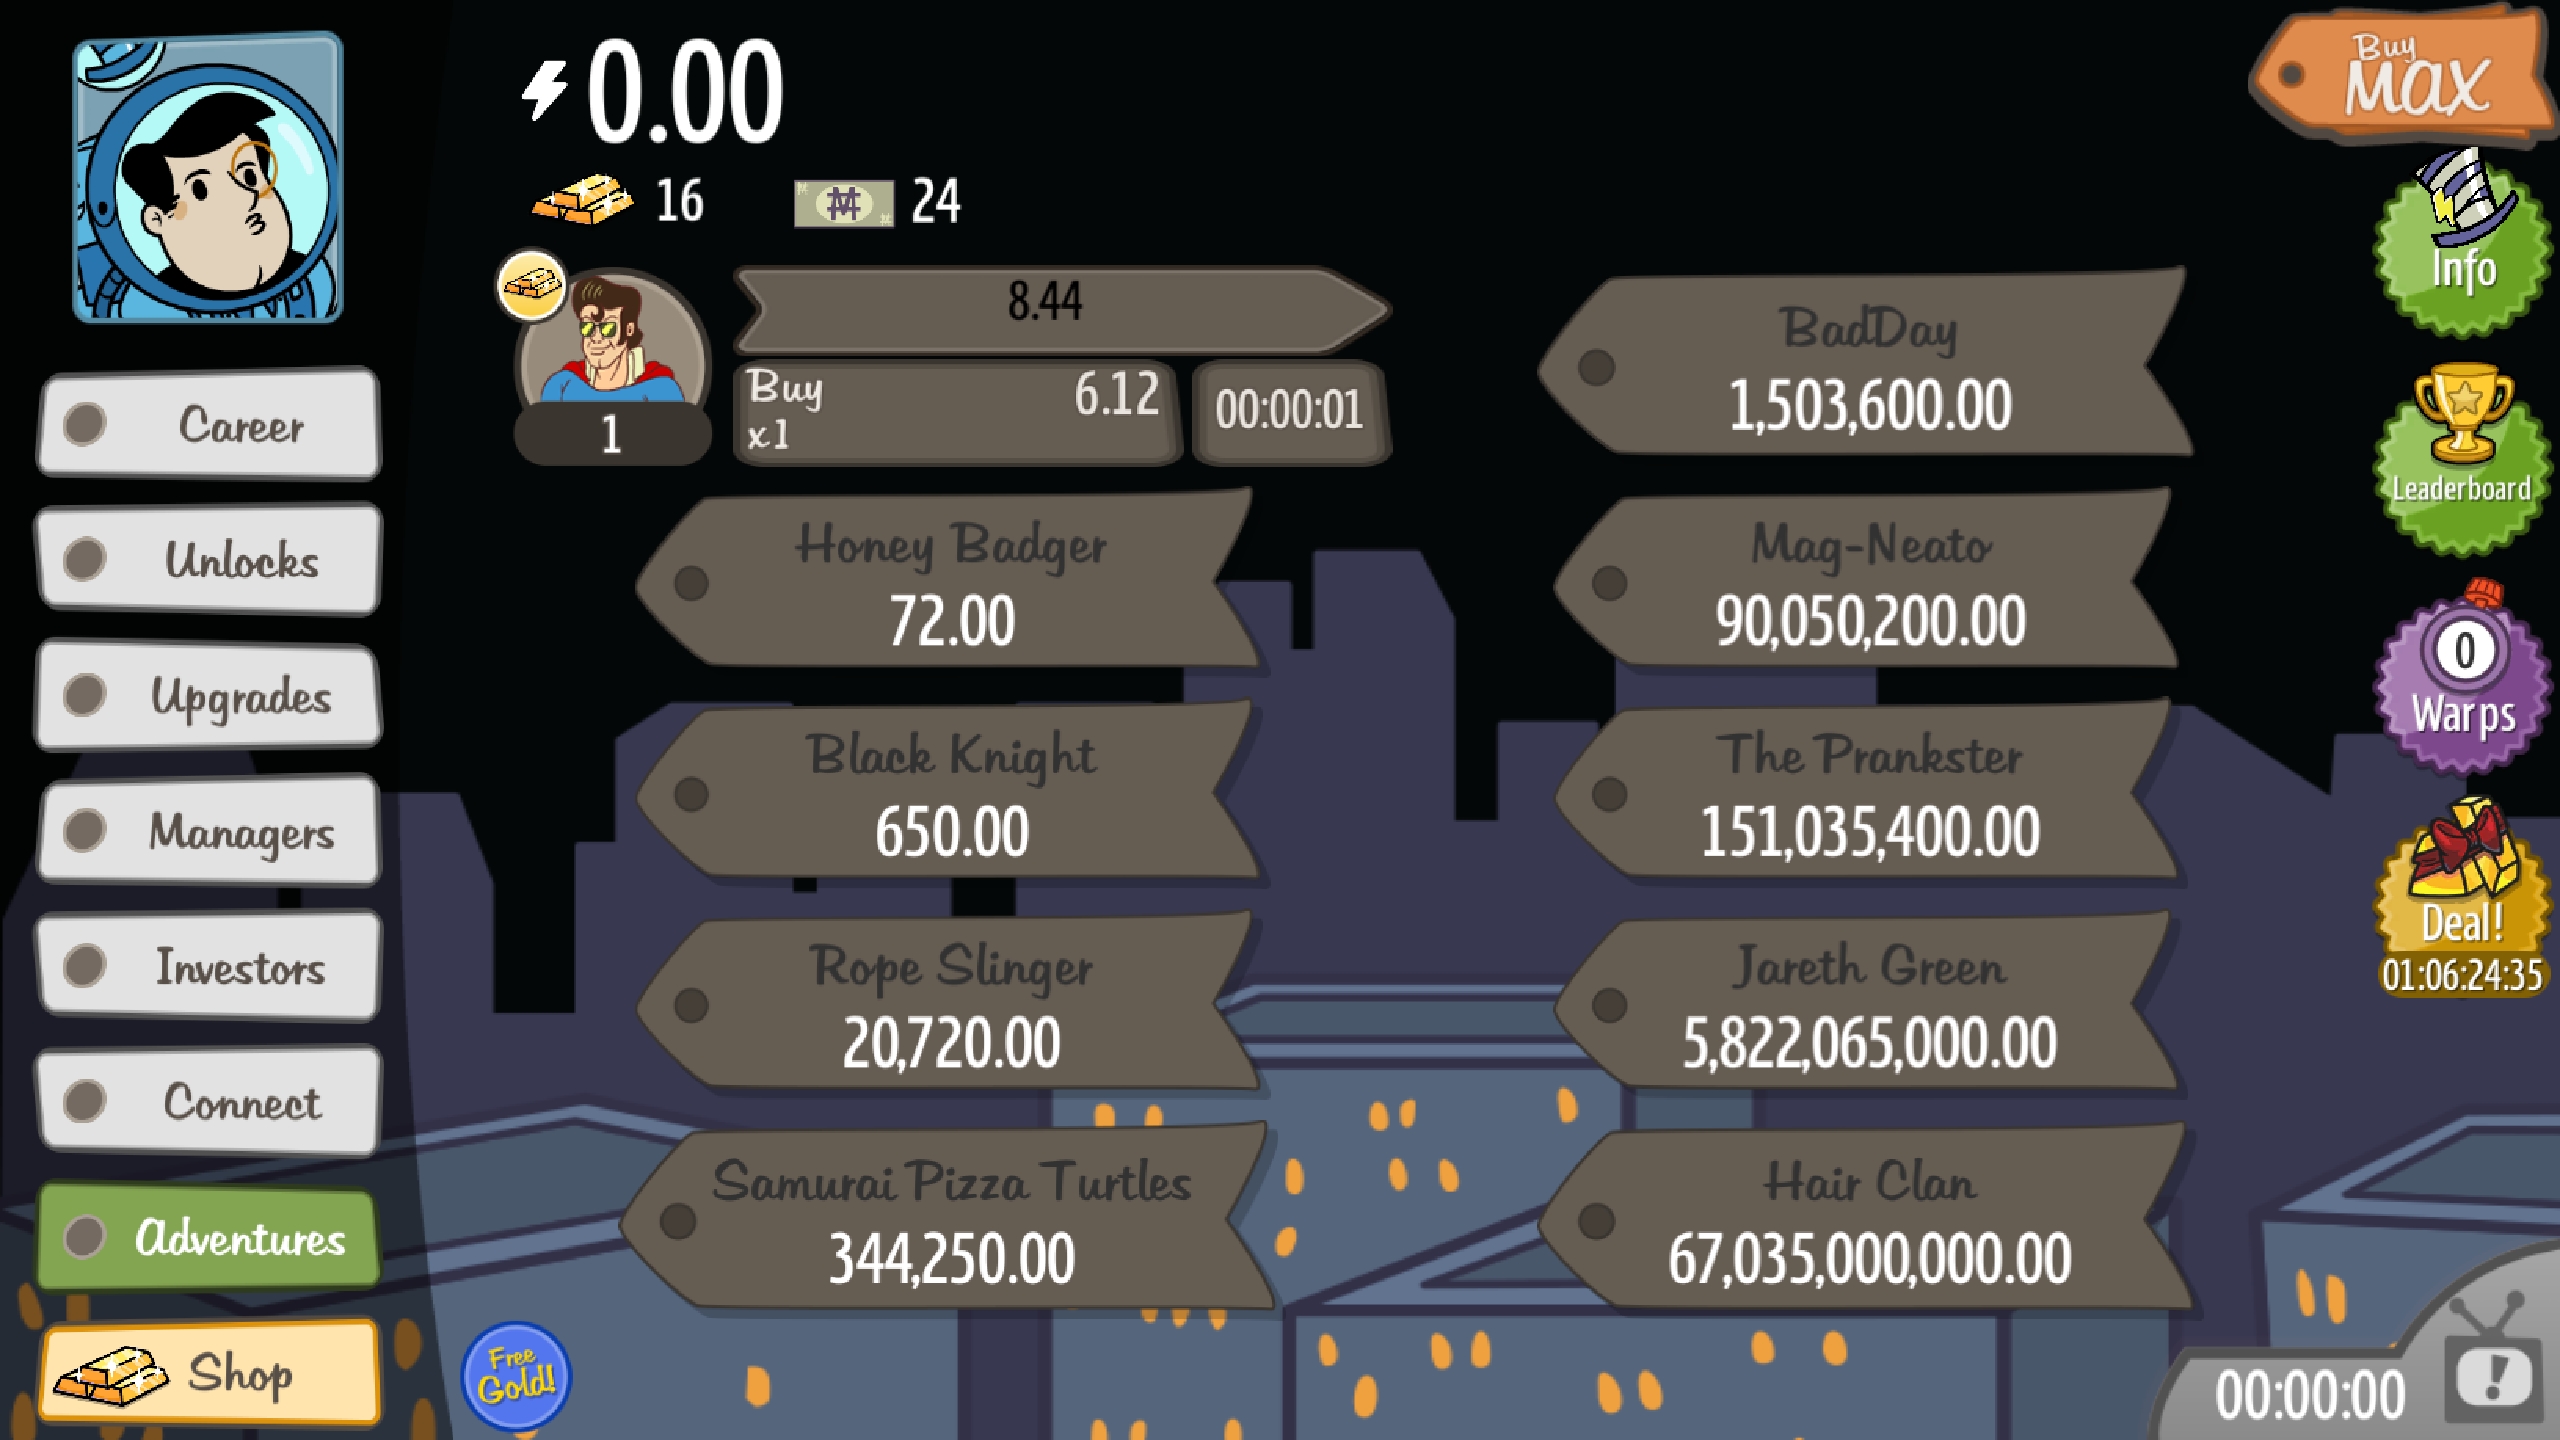 0.00
16
24
Buy
MAX
Info
Leaderboard
0
Warps
Deal!
01:06:24:35
Career
Unlocks
Upgrades
Managers
Investors
Connect
Adventures
Shop
8.44
1
Buy
x1
6.12
00:00:01
Honey Badger
72.00
Black Knight
650.00
Rope Slinger
20,720.00
Samurai Pizza Turtles
344,250.00
BadDay
1,503,600.00
Mag-Neato
90,050,200.00
The Prankster
151,035,400.00
Jareth Green
5,822,065,000.00
Hair Clan
67,035,000,000.00
Free
Gold!
00:00:00
!